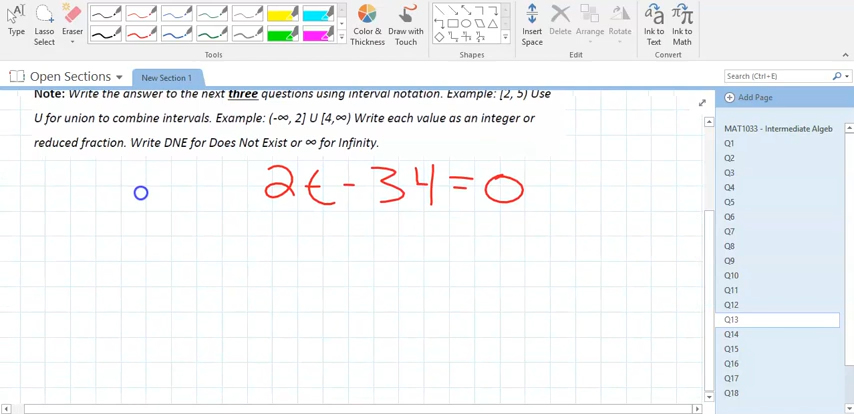 Type
Lasso
Select
Eraser
Color &
Thickness
Draw with
Touch
Insert
Space
Delete
Arrange
Rotate
Ink to
Text
Ink to
Math
Tools
Shapes
Edit
Convert
Open Sections
New Section 1
Search (Ctrl+E)
Note: Write the answer to the next three questions using interval notation. Example: [2, 5) Use
U for union to combine intervals. Example: (-∞, 2] U [4,∞) Write each value as an integer or
reduced fraction. Write DNE for Does Not Exist or ∞ for Infinity.
2t - 34 = 0
Add Page
MAT1033 - Intermediate Algeb
Q1
Q2
Q3
Q4
Q5
Q6
Q7
Q8
Q9
Q10
Q11
Q12
Q13
Q14
Q15
Q16
Q17
Q18